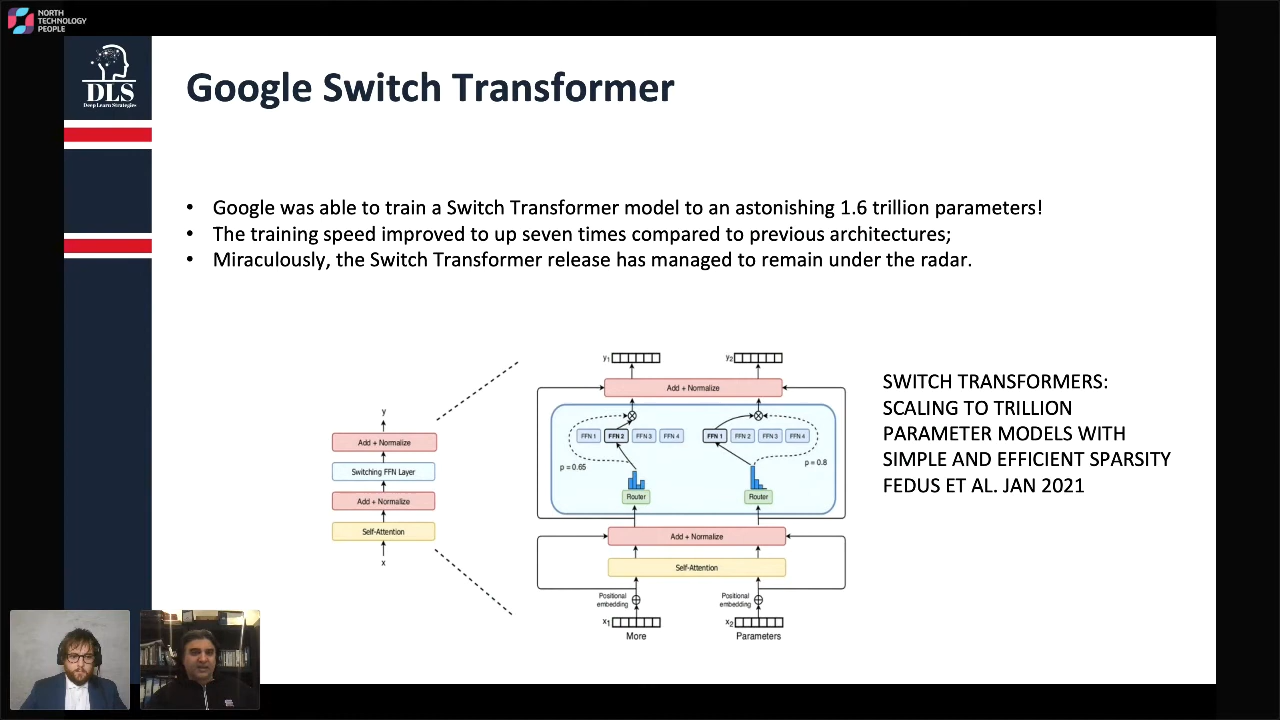 NORTH
TECHNOLOGY
PEOPLE
DLS
Deep Learn Strategies
Google Switch Transformer
• Google was able to train a Switch Transformer model to an astonishing 1.6 trillion parameters!
• The training speed improved to up seven times compared to previous architectures;
• Miraculously, the Switch Transformer release has managed to remain under the radar.
y
Add + Normalize
Switching FFN Layer
Add + Normalize
Self-Attention
x
y1 y2
Add + Normalize
FFN 1 FFN 2 FFN 3 FFN 4 FFN 1 FFN 2 FFN 3 FFN 4
p = 0.65 p = 0.8
Router Router
Add + Normalize
Self-Attention
Positional
embedding
Positional
embedding
x1 x2
More Parameters
SWITCH TRANSFORMERS:
SCALING TO TRILLION
PARAMETER MODELS WITH
SIMPLE AND EFFICIENT SPARSITY
FEDUS ET AL. JAN 2021